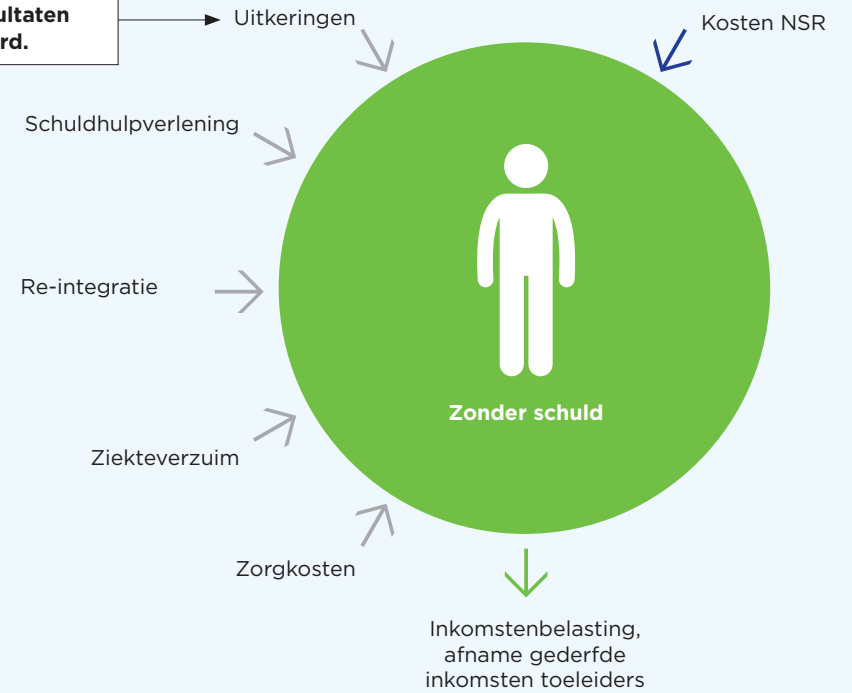 ultaten
rd.
Uitkeringen
Kosten NSR
Schuldhulpverlening
Re-integratie
Zonder schuld
Ziekteverzuim
Zorgkosten
Inkomstenbelasting,
afname gederfde
inkomsten toeleiders